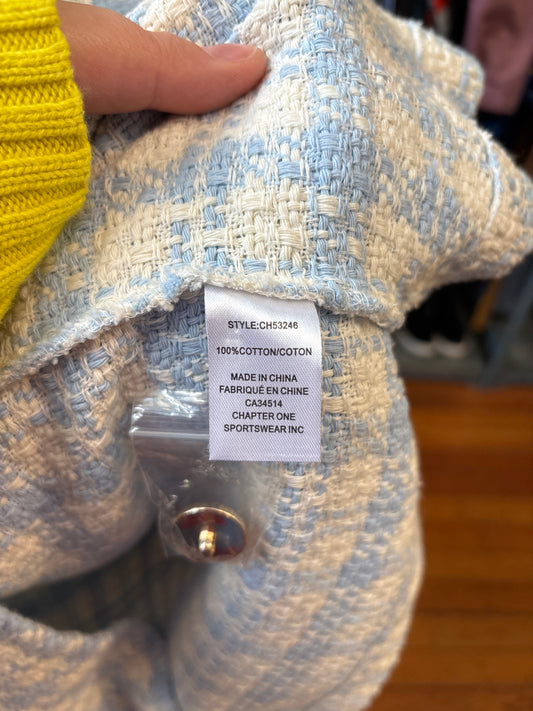 STYLE:CH53246
100%COTTON/COTON
MADE IN CHINA
FABRIQUÉ EN CHINE
CA34514
CHAPTER ONE
SPORTSWEAR INC